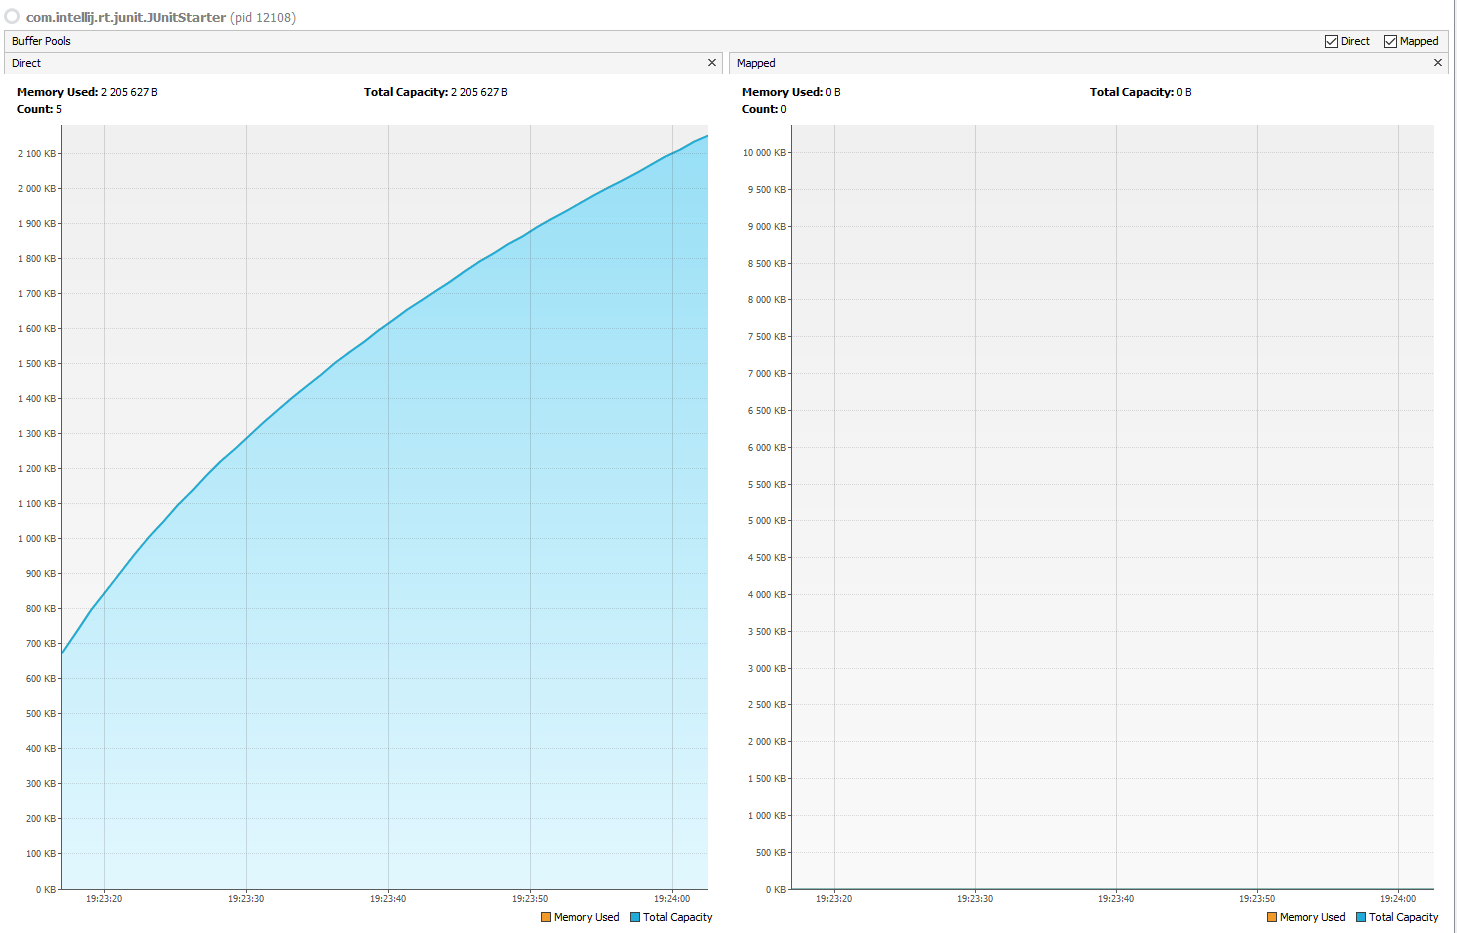 com.intellij.rt.junit.JUnitStarter (pid 12108)
Buffer Pools
Direct
Mapped
Direct
Memory Used: 2 205 627 B
Total Capacity: 2 205 627 B
Count: 5
2 100 KB
2 000 KB
1 900 KB
1 800 KB
1 700 KB
1 600 KB
1 500 KB
1 400 KB
1 300 KB
1 200 KB
1 100 KB
1 000 KB
900 KB
800 KB
700 KB
600 KB
500 KB
400 KB
300 KB
200 KB
100 KB
0 KB
19:23:20
19:23:30
19:23:40
19:23:50
19:24:00
Memory Used
Total Capacity
Mapped
Memory Used: 0 B
Total Capacity: 0 B
Count: 0
10 000 KB
9 500 KB
9 000 KB
8 500 KB
8 000 KB
7 500 KB
7 000 KB
6 500 KB
6 000 KB
5 500 KB
5 000 KB
4 500 KB
4 000 KB
3 500 KB
3 000 KB
2 500 KB
2 000 KB
1 500 KB
1 000 KB
500 KB
0 KB
19:23:20
19:23:30
19:23:40
19:23:50
19:24:00
Memory Used
Total Capacity